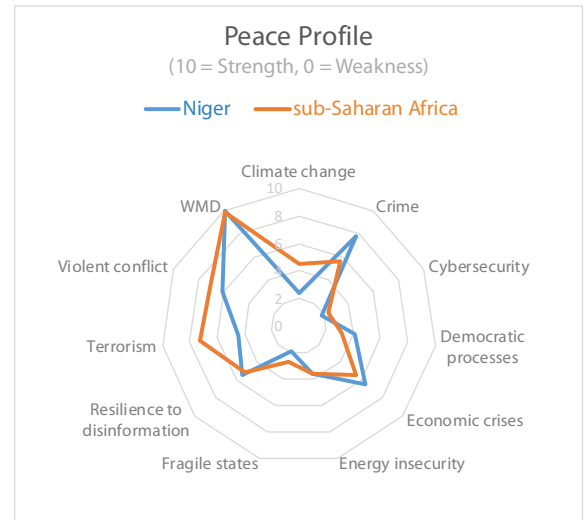 Peace Profile
(10 = Strength, 0 = Weakness)
Niger sub-Saharan Africa
Climate change
Crime
Cybersecurity
Democratic
processes
Economic crises
Energy insecurity
Fragile states
Resilience to
disinformation
Terrorism
Violent conflict
WMD
10
8
6
4
2
0